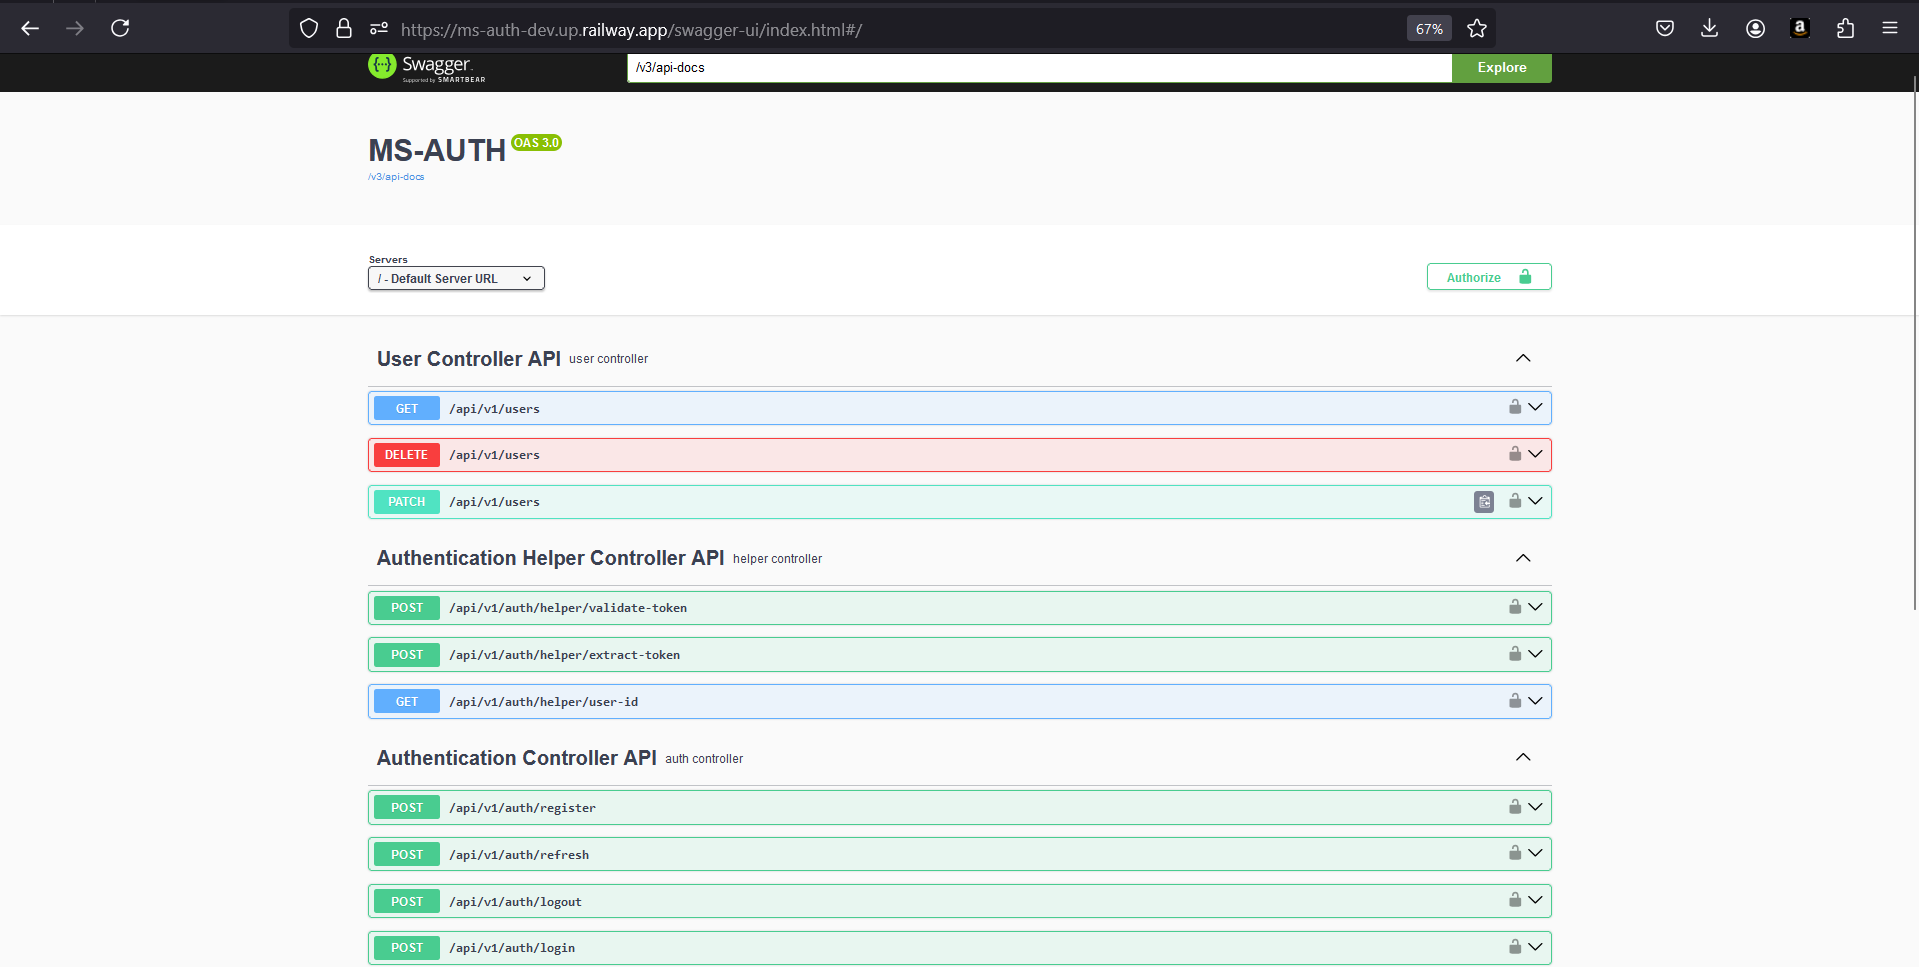 https://ms-auth-dev.up.railway.app/swagger-ui/index.html#/
67%
a
{··} Swagger.
Supported by SMARTBEAR
/v3/api-docs
Explore
MS-AUTH OAS 3.0
/v3/api-docs
Servers
/ - Default Server URL
Authorize
User Controller API user controller
GET /api/v1/users
DELETE /api/v1/users
PATCH /api/v1/users
Authentication Helper Controller API helper controller
POST /api/v1/auth/helper/validate-token
POST /api/v1/auth/helper/extract-token
GET /api/v1/auth/helper/user-id
Authentication Controller API auth controller
POST /api/v1/auth/register
POST /api/v1/auth/refresh
POST /api/v1/auth/logout
POST /api/v1/auth/login